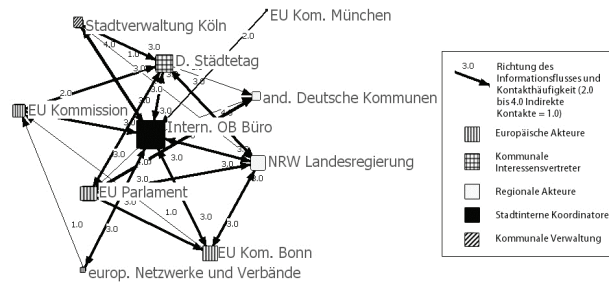 EU Kom. München
Stadtverwaltung Köln
2.0
3.0
4.0
3.0
1.0
3.0
D. Städtetag
3.0
and. Deutsche Kommunen
2.0
3.0
EU Kommission
3.0
Intern. OB Büro
3.0
3.0
NRW Landesregierung
3.0
3.0
EU Parlament
3.0
3.0
1.0
3.0
1.0
3.0
3.0
EU Kom. Bonn
europ. Netzwerke und Verbände
3.0
Richtung des
Informationsflusses und
Kontakthäufigkeit (2.0
bis 4.0 Indirekte
Kontakte = 1.0)
Europäische Akteure
Kommunale
Interessensvertreter
Regionale Akteure
Stadtinterne Koordinatore
Kommunale Verwaltung